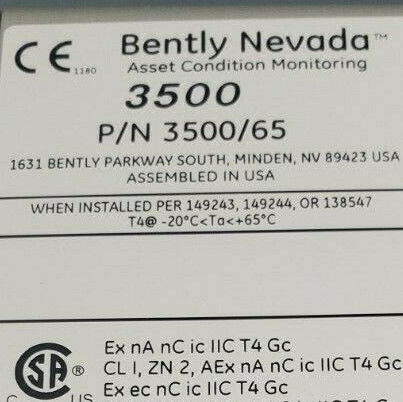 CE 1180
Bently Nevada™
Asset Condition Monitoring
3500
P/N 3500/65
1631 BENTLY PARKWAY SOUTH, MINDEN, NV 89423 USA
ASSEMBLED IN USA
WHEN INSTALLED PER 149243, 149244, OR 138547
T4@ -20°C<Ta<+65°C
Ex nA nC ic IIC T4 Gc
CL I, ZN 2, AEx nA nC ic IIC T4 Gc
Ex ec nC ic IIC T4 Gc
SA®
C US